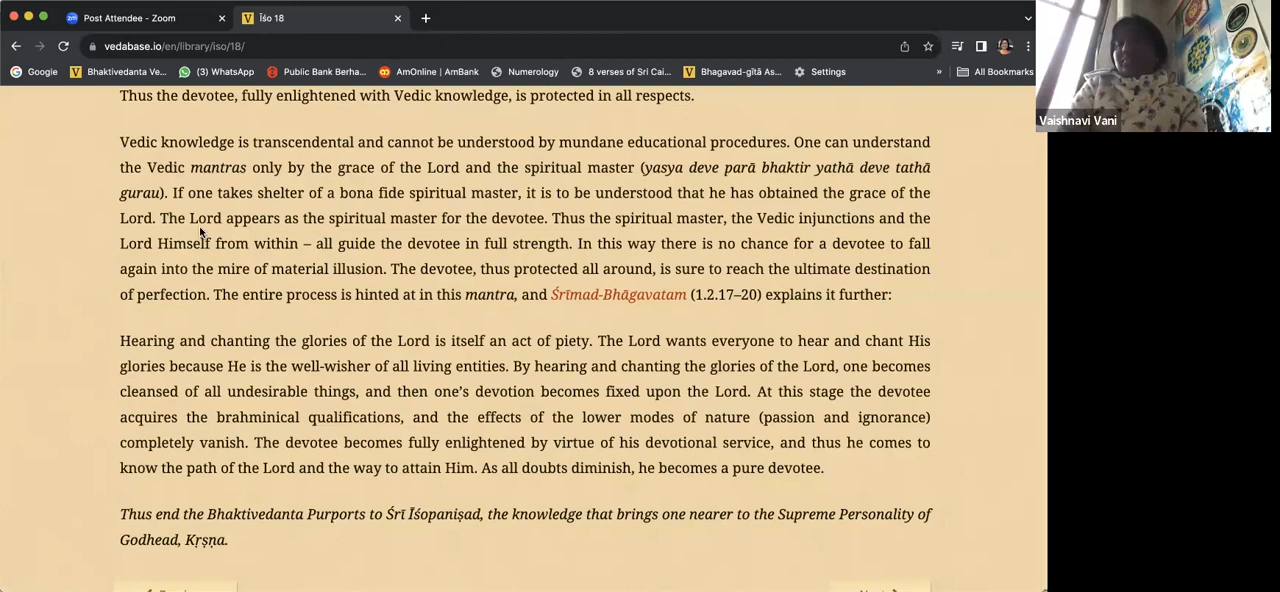 Post Attendee - Zoom
Īśo 18
vedabase.io/en/library/iso/18/
Google
Bhaktivedanta Ve...
(3) WhatsApp
Public Bank Berha...
AmOnline | AmBank
Numerology
8 verses of Sri Cai...
Bhagavad-gītā As...
Settings
»
All Bookmarks
Vaishnavi Vani
Thus the devotee, fully enlightened with Vedic knowledge, is protected in all respects.
Vedic knowledge is transcendental and cannot be understood by mundane educational procedures. One can understand
the Vedic mantras only by the grace of the Lord and the spiritual master (yasya deve parā bhaktir yathā deve tathā
gurau). If one takes shelter of a bona fide spiritual master, it is to be understood that he has obtained the grace of the
Lord. The Lord appears as the spiritual master for the devotee. Thus the spiritual master, the Vedic injunctions and the
Lord Himself from within – all guide the devotee in full strength. In this way there is no chance for a devotee to fall
again into the mire of material illusion. The devotee, thus protected all around, is sure to reach the ultimate destination
of perfection. The entire process is hinted at in this mantra, and Śrīmad-Bhāgavatam (1.2.17–20) explains it further:
Hearing and chanting the glories of the Lord is itself an act of piety. The Lord wants everyone to hear and chant His
glories because He is the well-wisher of all living entities. By hearing and chanting the glories of the Lord, one becomes
cleansed of all undesirable things, and then one's devotion becomes fixed upon the Lord. At this stage the devotee
acquires the brahminical qualifications, and the effects of the lower modes of nature (passion and ignorance)
completely vanish. The devotee becomes fully enlightened by virtue of his devotional service, and thus he comes to
know the path of the Lord and the way to attain Him. As all doubts diminish, he becomes a pure devotee.
Thus end the Bhaktivedanta Purports to Śrī Īśopaniṣad, the knowledge that brings one nearer to the Supreme Personality of
Godhead, Kṛṣṇa.